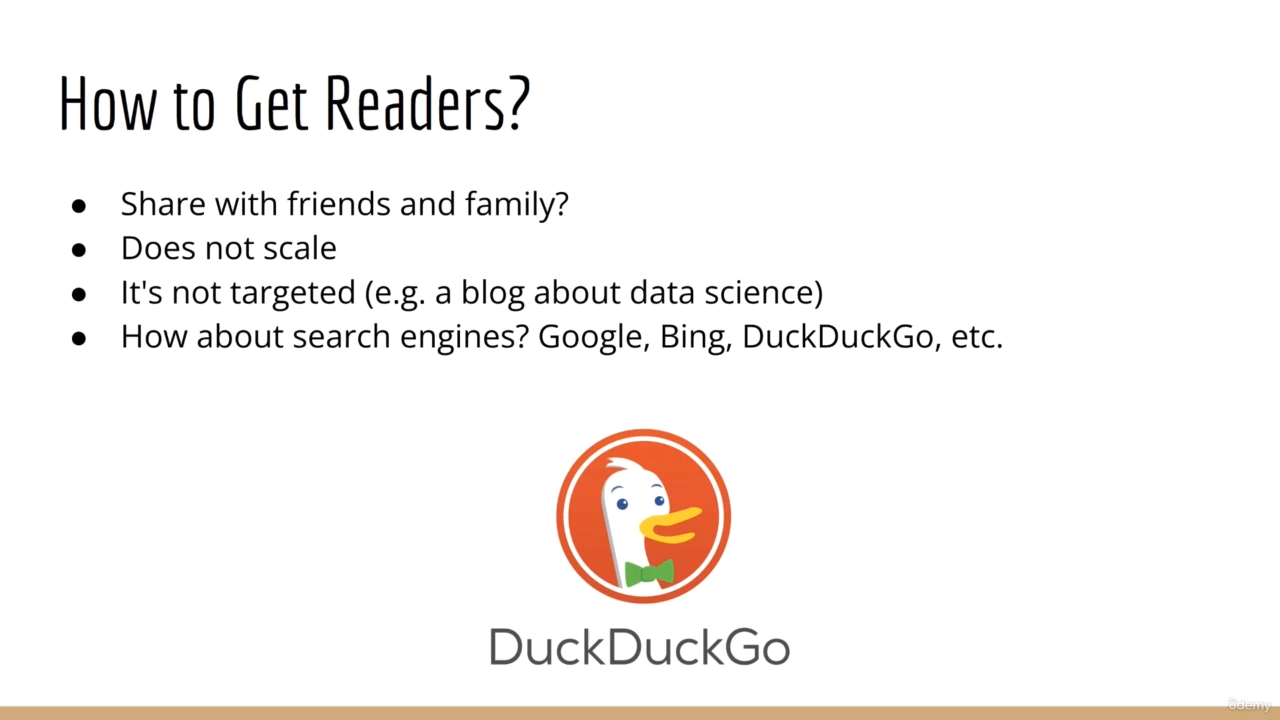 How to Get Readers?
● Share with friends and family?
● Does not scale
● It's not targeted (e.g. a blog about data science)
● How about search engines? Google, Bing, DuckDuckGo, etc.
DuckDuckGo
ûdemy